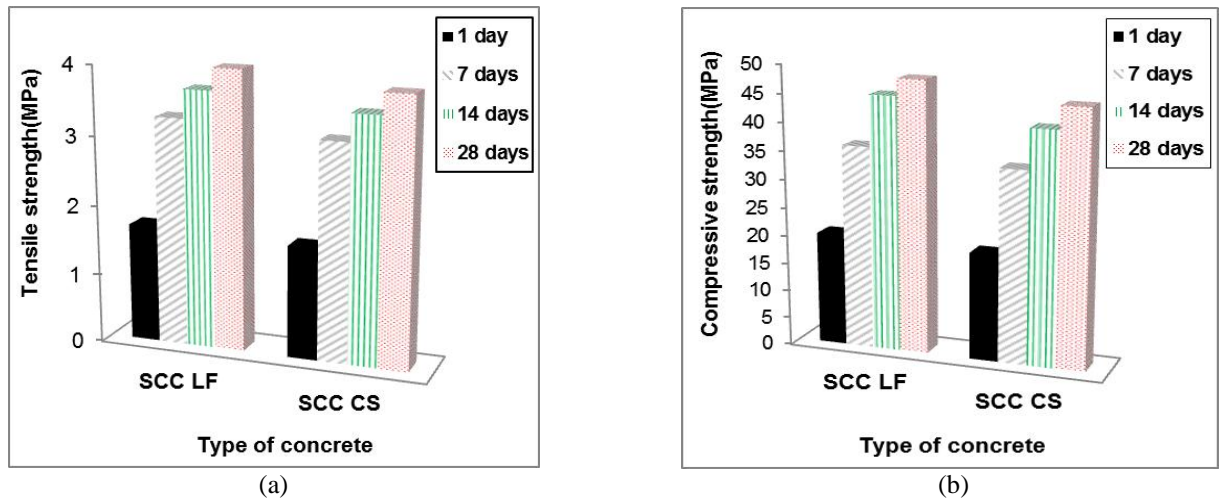 Tensile strength(MPa)
4
3
2
1
0
SCC LF
SCC CS
Type of concrete
1 day
7 days
14 days
28 days
(a)
Compressive strength(MPa)
50
45
40
35
30
25
20
15
10
5
0
SCC LF
SCC CS
Type of concrete
1 day
7 days
14 days
28 days
(b)